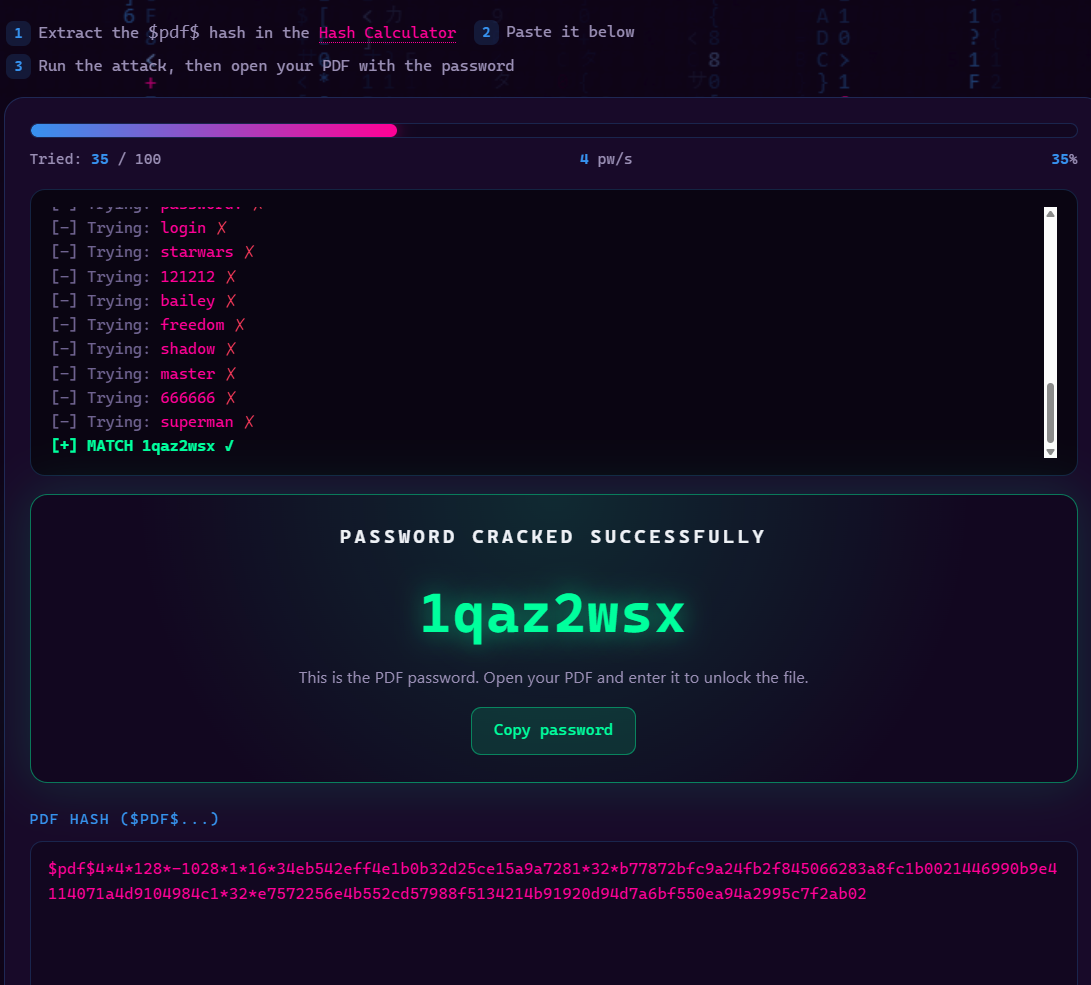 1 Extract the $pdf$ hash in the Hash Calculator 2 Paste it below
3 Run the attack, then open your PDF with the password
Tried: 35 / 100 4 pw/s 35%
[-] Trying: login ✗
[-] Trying: starwars ✗
[-] Trying: 121212 ✗
[-] Trying: bailey ✗
[-] Trying: freedom ✗
[-] Trying: shadow ✗
[-] Trying: master ✗
[-] Trying: 666666 ✗
[-] Trying: superman ✗
[+] MATCH 1qaz2wsx ✓
PASSWORD CRACKED SUCCESSFULLY
1qaz2wsx
This is the PDF password. Open your PDF and enter it to unlock the file.
Copy password
PDF HASH ($PDF$...)
$pdf$4*4*128*-1028*1*16*34eb542eff4e1b0b32d25ce15a9a7281*32*b77872bfc9a24fb2f845066283a8fc1b0021446990b9e4
114071a4d9104984c1*32*e7572256e4b552cd57988f5134214b91920d94d7a6bf550ea94a2995c7f2ab02